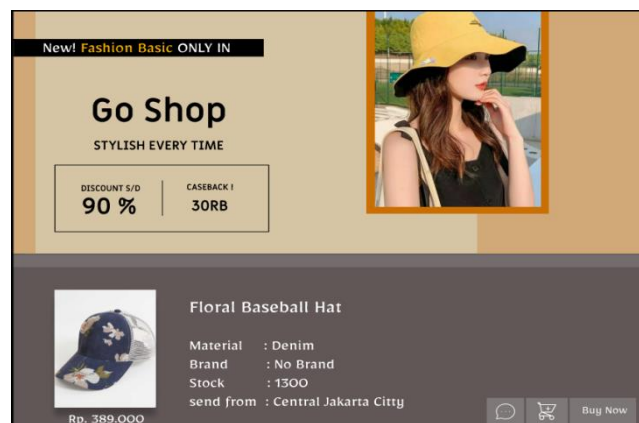 New! Fashion Basic ONLY IN
Go Shop
STYLISH EVERY TIME
DISCOUNT S/D
90 %
CASEBACK !
30RB
Floral Baseball Hat
Material : Denim
Brand : No Brand
Stock : 1300
send from : Central Jakarta Citty
Rp. 389.000
Buy Now